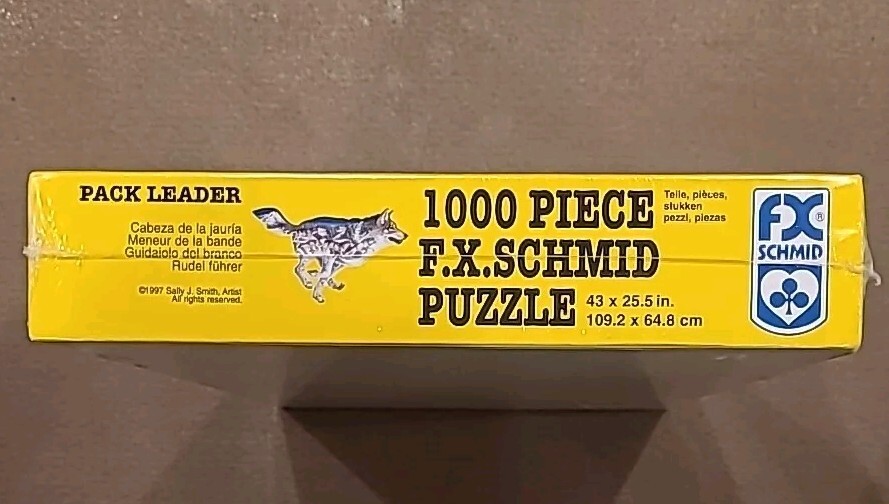 PACK LEADER
Cabeza de la jauría
Meneur de la bande
Guidaiolo del branco
Rudel führer
©1997 Sally J. Smith, Artist
All rights reserved.
1000 PIECE
F.X.SCHMID
PUZZLE
Teile, pièces,
stukken
pezzi, piezas
43 x 25.5 in.
109.2 x 64.8 cm
FX®
SCHMID